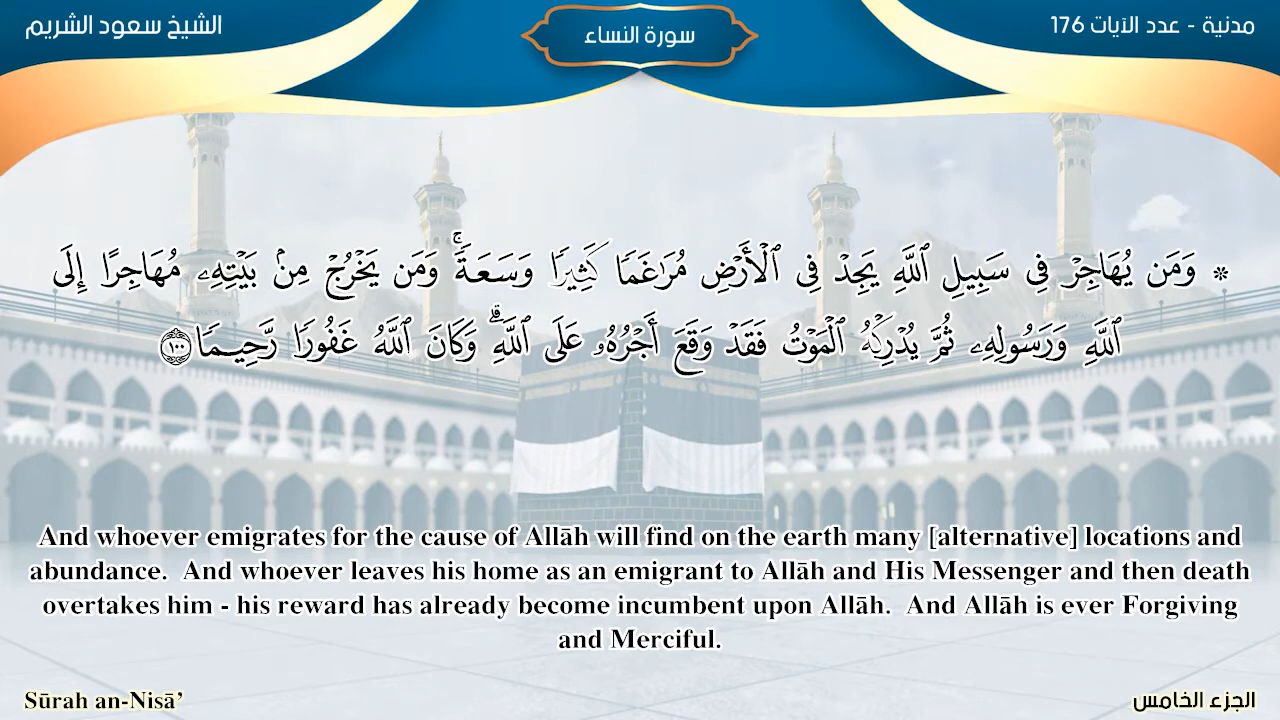 الشيخ سعود الشريم
سورة النساء
مدنية - عدد الآيات 176
۞ وَمَن يُهَاجِرْ فِي سَبِيلِ ٱللَّهِ يَجِدْ فِي ٱلْأَرْضِ مُرَٰغَمًا كَثِيرًا وَسَعَةً ۚ وَمَن يَخْرُجْ مِنۢ بَيْتِهِۦ مُهَاجِرًا إِلَى
ٱللَّهِ وَرَسُولِهِۦ ثُمَّ يُدْرِكْهُ ٱلْمَوْتُ فَقَدْ وَقَعَ أَجْرُهُۥ عَلَى ٱللَّهِ ۗ وَكَانَ ٱللَّهُ غَفُورًا رَّحِيمًا ١٠٠
And whoever emigrates for the cause of Allāh will find on the earth many [alternative] locations and
abundance.  And whoever leaves his home as an emigrant to Allāh and His Messenger and then death
overtakes him - his reward has already become incumbent upon Allāh.  And Allāh is ever Forgiving
and Merciful.
Sūrah an-Nisā’
الجزء الخامس